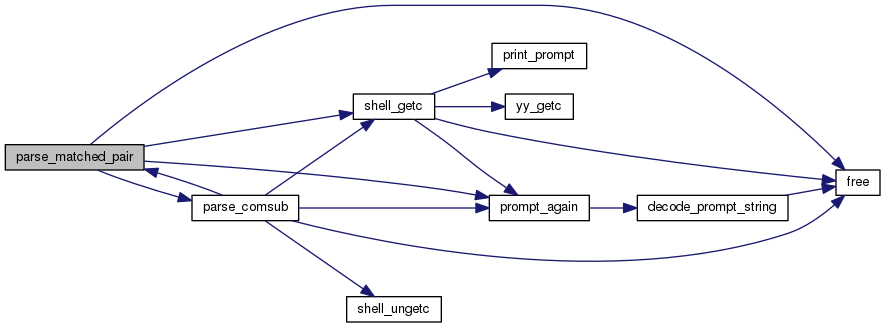 print_prompt
shell_getc
yy_getc
parse_matched_pair
free
parse_comsub
prompt_again
decode_prompt_string
shell_ungetc